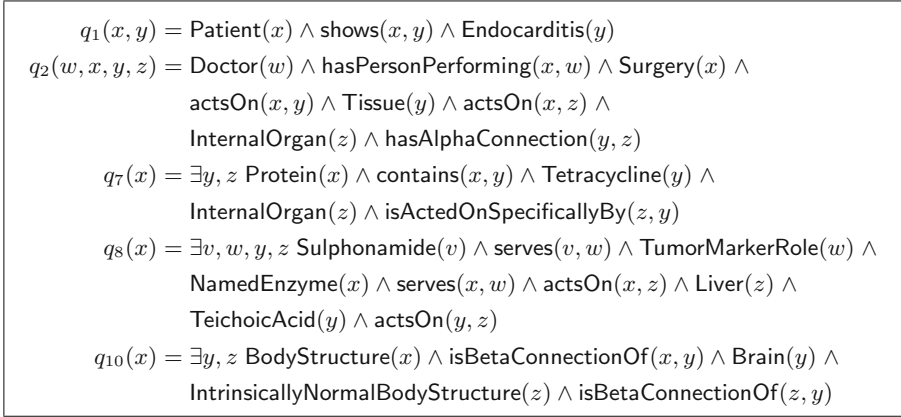 q₁(x, y) = Patient(x) ∧ shows(x, y) ∧ Endocarditis(y)
q₂(w, x, y, z) = Doctor(w) ∧ hasPersonPerforming(x, w) ∧ Surgery(x) ∧
actsOn(x, y) ∧ Tissue(y) ∧ actsOn(x, z) ∧
InternalOrgan(z) ∧ hasAlphaConnection(y, z)
q₇(x) = ∃y, z Protein(x) ∧ contains(x, y) ∧ Tetracycline(y) ∧
InternalOrgan(z) ∧ isActedOnSpecificallyBy(z, y)
q₈(x) = ∃v, w, y, z Sulphonamide(v) ∧ serves(v, w) ∧ TumorMarkerRole(w) ∧
NamedEnzyme(x) ∧ serves(x, w) ∧ actsOn(x, z) ∧ Liver(z) ∧
TeichoicAcid(y) ∧ actsOn(y, z)
q₁₀(x) = ∃y, z BodyStructure(x) ∧ isBetaConnectionOf(x, y) ∧ Brain(y) ∧
IntrinsicallyNormalBodyStructure(z) ∧ isBetaConnectionOf(z, y)